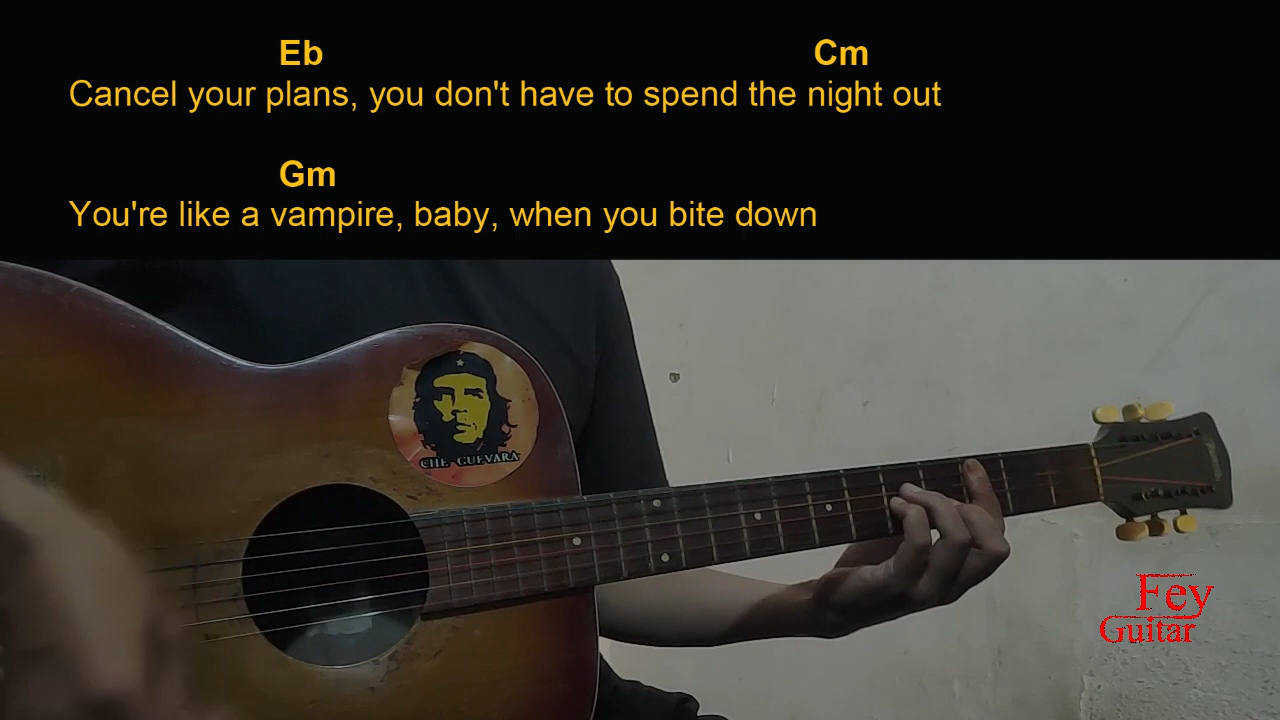 Eb Cm
Cancel your plans, you don't have to spend the night out
Gm
You're like a vampire, baby, when you bite down
CHE GUEVARA
Fey
Guitar